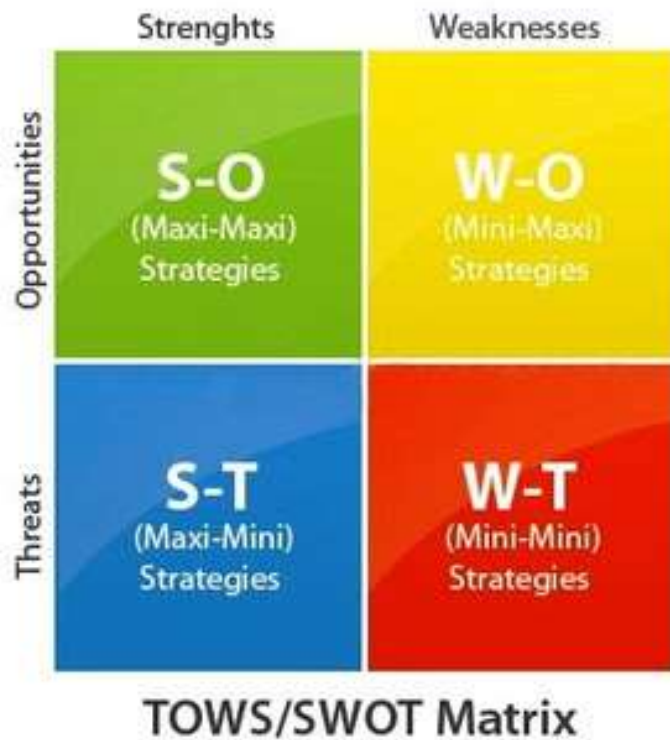 Strenghts Weaknesses
Opportunities
S-O
(Maxi-Maxi)
Strategies
W-O
(Mini-Maxi)
Strategies
Threats
S-T
(Maxi-Mini)
Strategies
W-T
(Mini-Mini)
Strategies
TOWS/SWOT Matrix